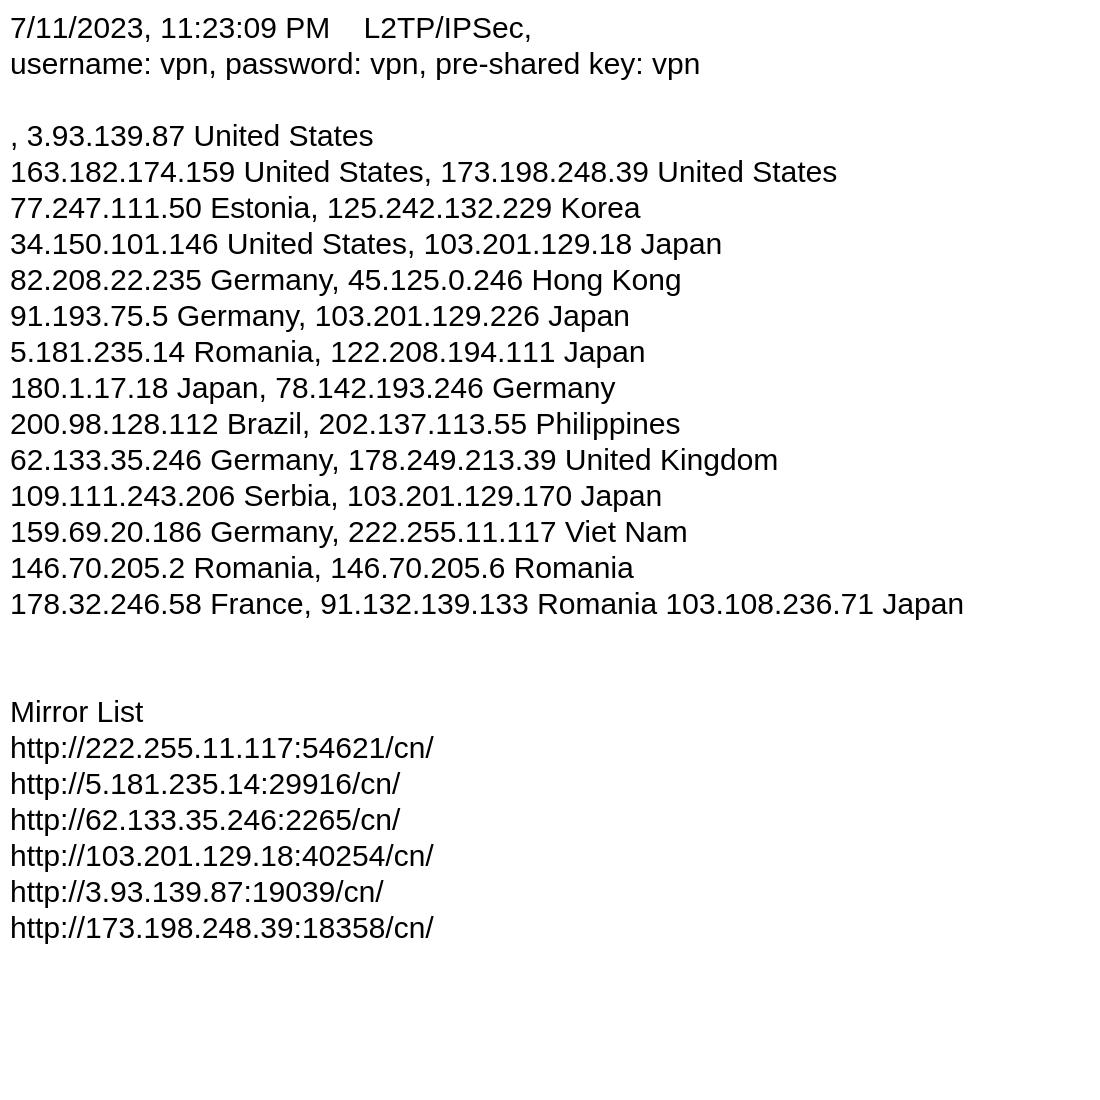 7/11/2023, 11:23:09 PM    L2TP/IPSec,
username: vpn, password: vpn, pre-shared key: vpn
, 3.93.139.87 United States
163.182.174.159 United States, 173.198.248.39 United States
77.247.111.50 Estonia, 125.242.132.229 Korea
34.150.101.146 United States, 103.201.129.18 Japan
82.208.22.235 Germany, 45.125.0.246 Hong Kong
91.193.75.5 Germany, 103.201.129.226 Japan
5.181.235.14 Romania, 122.208.194.111 Japan
180.1.17.18 Japan, 78.142.193.246 Germany
200.98.128.112 Brazil, 202.137.113.55 Philippines
62.133.35.246 Germany, 178.249.213.39 United Kingdom
109.111.243.206 Serbia, 103.201.129.170 Japan
159.69.20.186 Germany, 222.255.11.117 Viet Nam
146.70.205.2 Romania, 146.70.205.6 Romania
178.32.246.58 France, 91.132.139.133 Romania 103.108.236.71 Japan
Mirror List
http://222.255.11.117:54621/cn/
http://5.181.235.14:29916/cn/
http://62.133.35.246:2265/cn/
http://103.201.129.18:40254/cn/
http://3.93.139.87:19039/cn/
http://173.198.248.39:18358/cn/